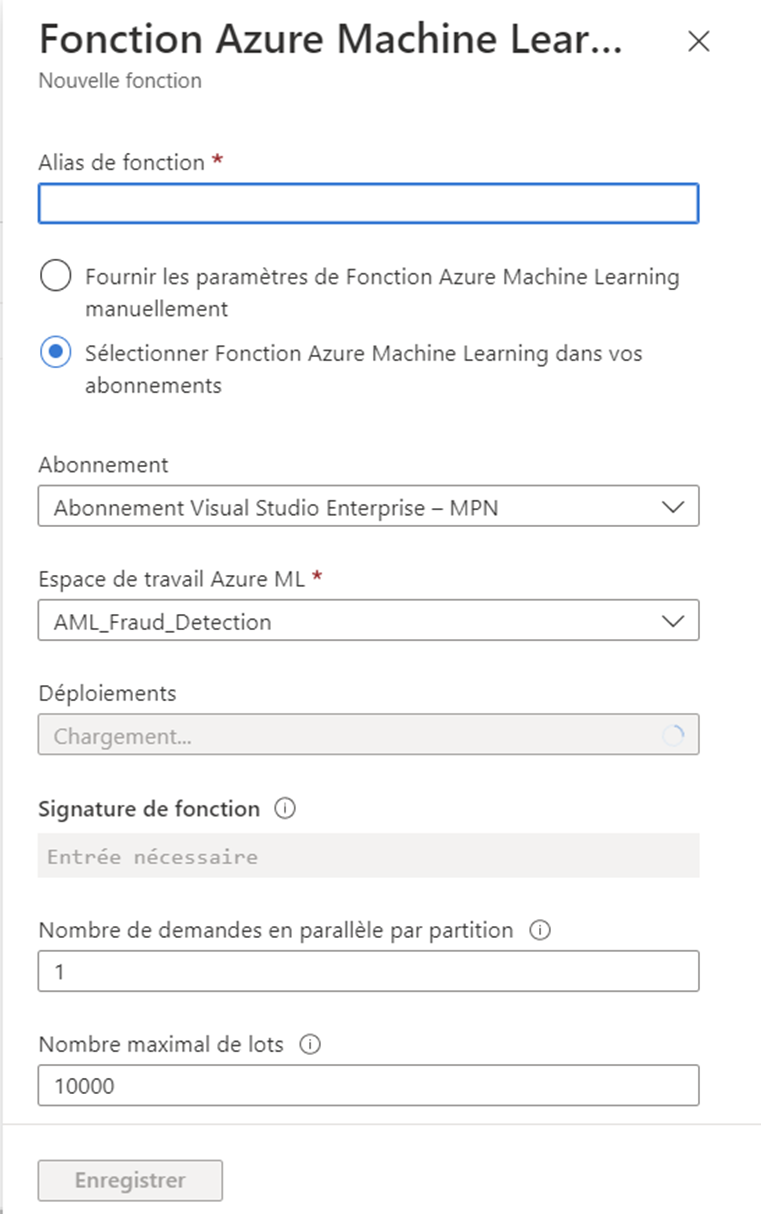 Fonction Azure Machine Lear...
Nouvelle fonction
Alias de fonction *
Fournir les paramètres de Fonction Azure Machine Learning
manuellement
Sélectionner Fonction Azure Machine Learning dans vos
abonnements
Abonnement
Abonnement Visual Studio Enterprise – MPN
Espace de travail Azure ML *
AML_Fraud_Detection
Déploiements
Chargement...
Signature de fonction
Entrée nécessaire
Nombre de demandes en parallèle par partition
1
Nombre maximal de lots
10000
Enregistrer